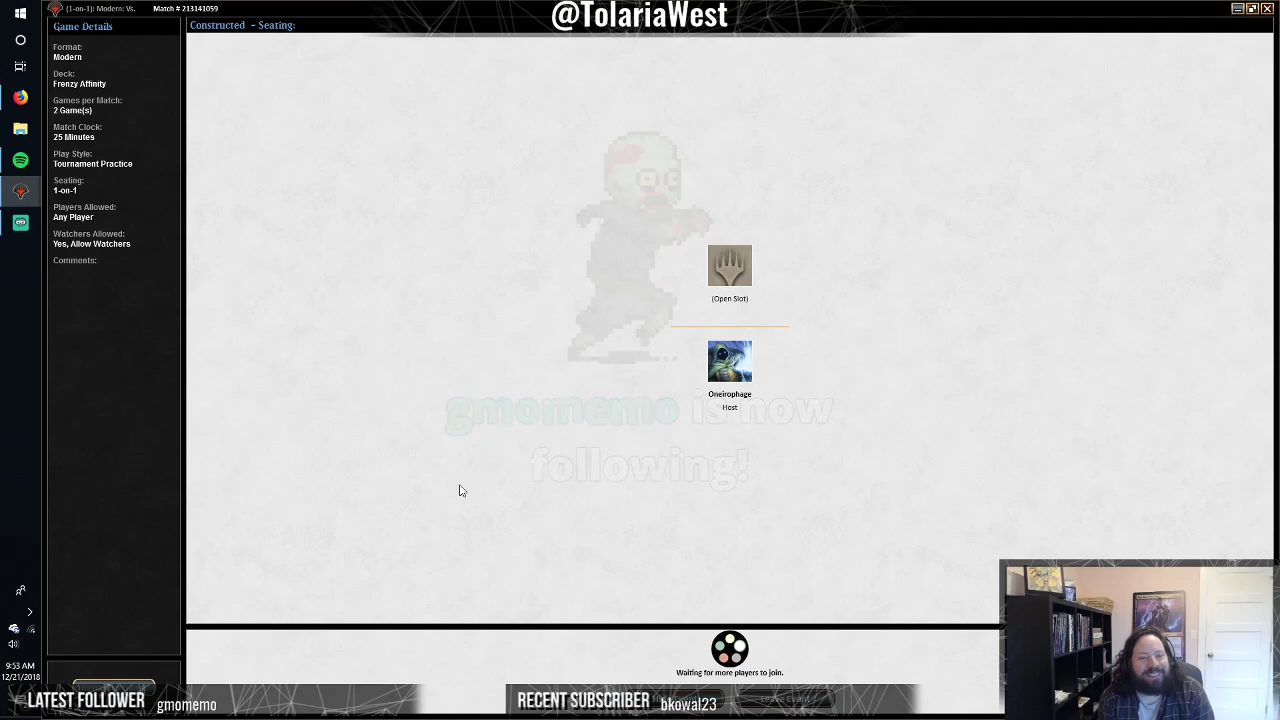 (1-on-1): Modern: Vs. Match # 213141059
@TolariaWest
Game Details
Constructed - Seating:
Format:
Modern
Deck:
Frenzy Affinity
Games per Match:
2 Game(s)
Match Clock:
25 Minutes
Play Style:
Tournament Practice
Seating:
1-on-1
Players Allowed:
Any Player
Watchers Allowed:
Yes, Allow Watchers
Comments:
(Open Slot)
Oneirophage
Host
gmomemo is now
following!
Waiting for more players to join.
9:53 AM
12/21/2018
LATEST FOLLOWER gmomemo
RECENT SUBSCRIBER bkowal23
Leave Event